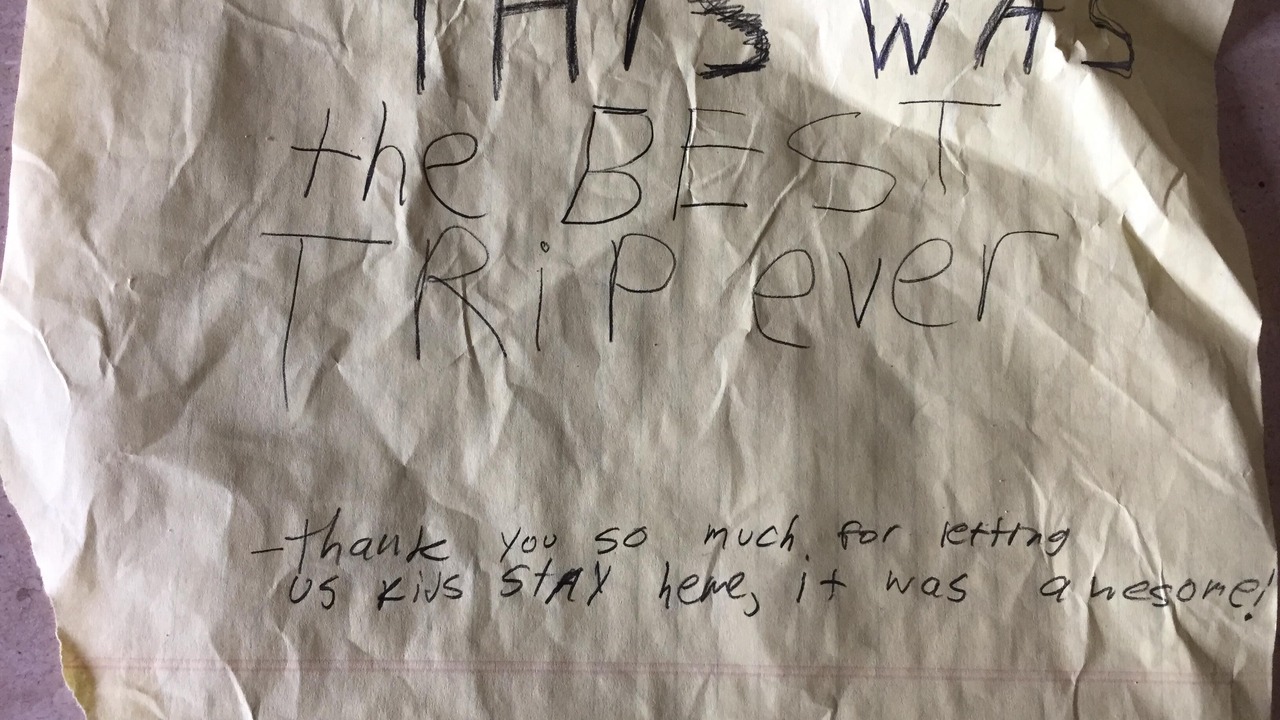 THIS WAS
the BEST
TRiP ever
-thank you so much for letting
us kids stAy here, it was awesome!